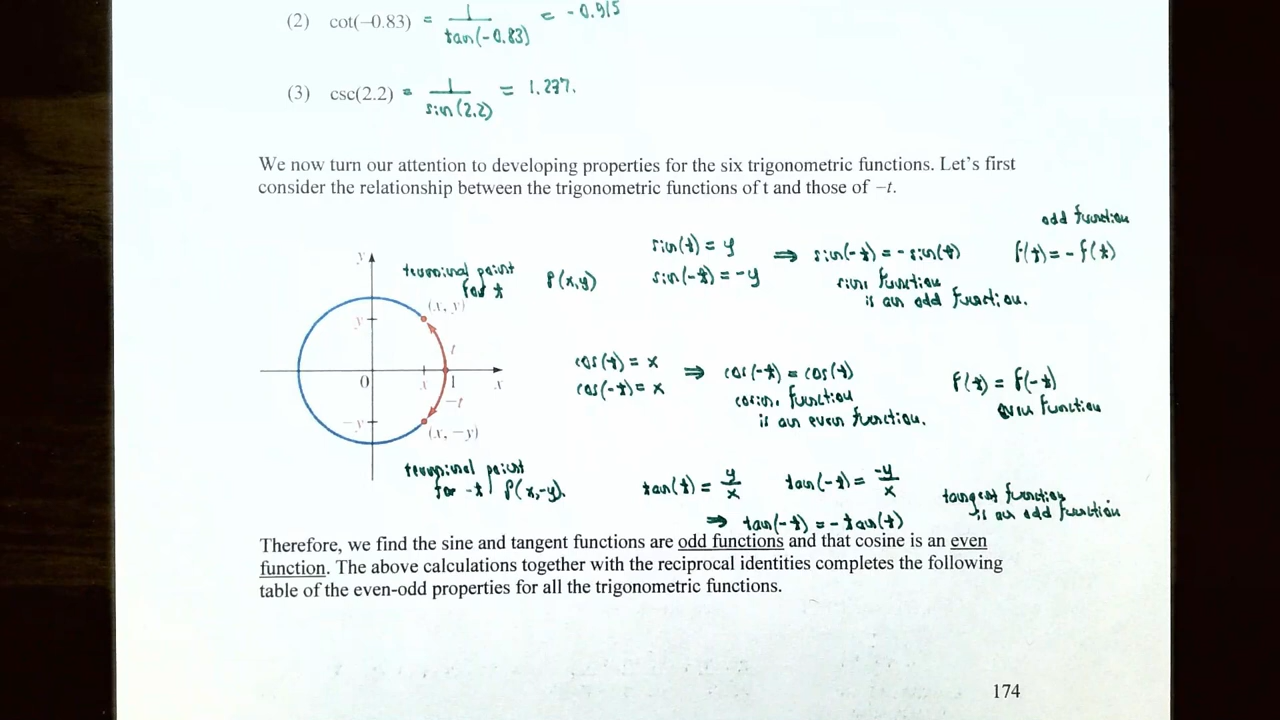 (2) cot(−0.83) = 1/tan(-0.83) = -0.915
(3) csc(2.2) = 1/sin(2.2) = 1.237.
We now turn our attention to developing properties for the six trigonometric functions. Let's first
consider the relationship between the trigonometric functions of t and those of −t.
odd function
f(t) = - f(t)
sin(t) = y
sin(-t) = -y
⇒ sin(-t) = - sin(t)
sine function
is an odd function.
terminal point
for t
P(x,y)
y
(x, y)
y
t
0
x
1
x
−t
−y
(x, −y)
cos(t) = x
cos(-t) = x
⇒ cos(-t) = cos(t)
cosine function
is an even function.
f(t) = f(-t)
even function
terminal point
for -t P(x,-y).
tan(t) = y/x tan(-t) = -y/x
⇒ tan(-t) = - tan(t)
tangent function
is an odd function
Therefore, we find the sine and tangent functions are odd functions and that cosine is an even
function. The above calculations together with the reciprocal identities completes the following
table of the even-odd properties for all the trigonometric functions.
174